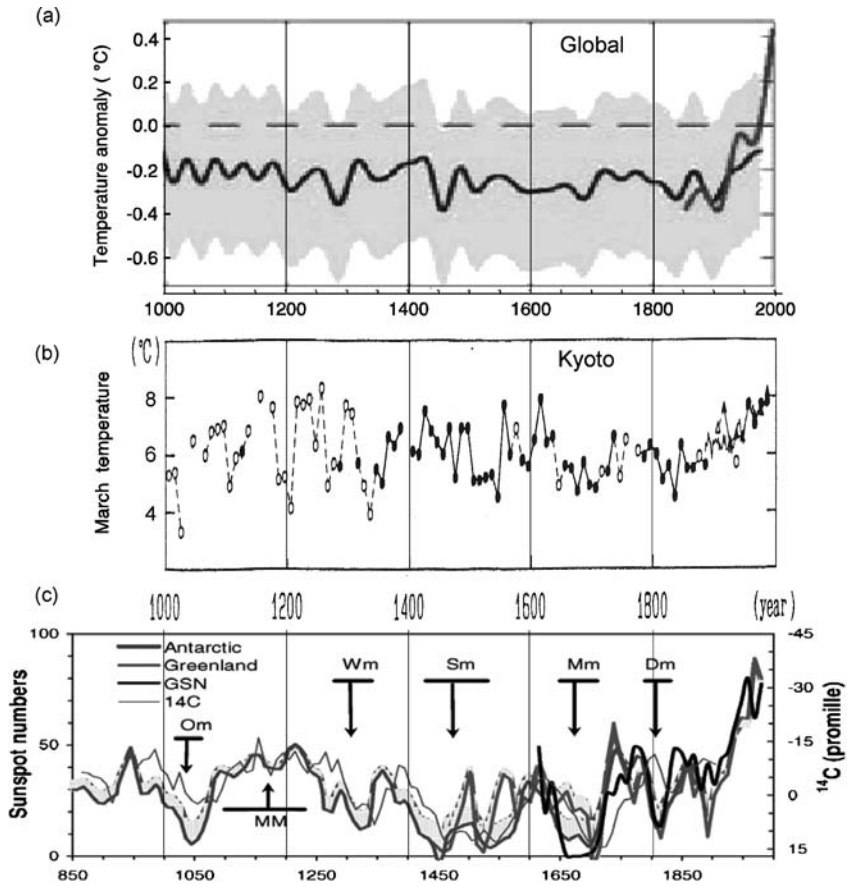 (a)
Global
Temperature anomaly ( °C)
0.4
0.2
0.0
-0.2
-0.4
-0.6
1000 1200 1400 1600 1800 2000
(b)
(℃)
Kyoto
March temperature
8
6
4
(c)
1000 1200 1400 1600 1800 (year)
Sunspot numbers
100
50
0
Antarctic
Greenland
GSN
14C
Om
MM
Wm
Sm
Mm
Dm
-45
-30
-15
0
15
¹⁴C (promille)
850 1050 1250 1450 1650 1850